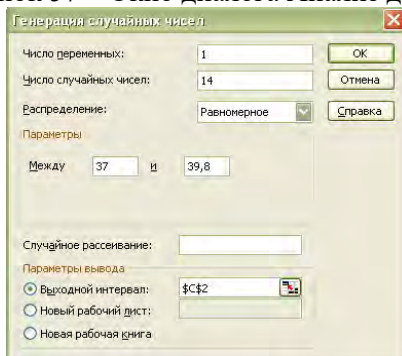 Генерация случайных чисел
Число переменных: 1 ОК
Число случайных чисел: 14 Отмена
Распределение: Равномерное Справка
Параметры
Между 37 и 39,8
Случайное рассеивание:
Параметры вывода
Выходной интервал: $C$2
Новый рабочий лист:
Новая рабочая книга